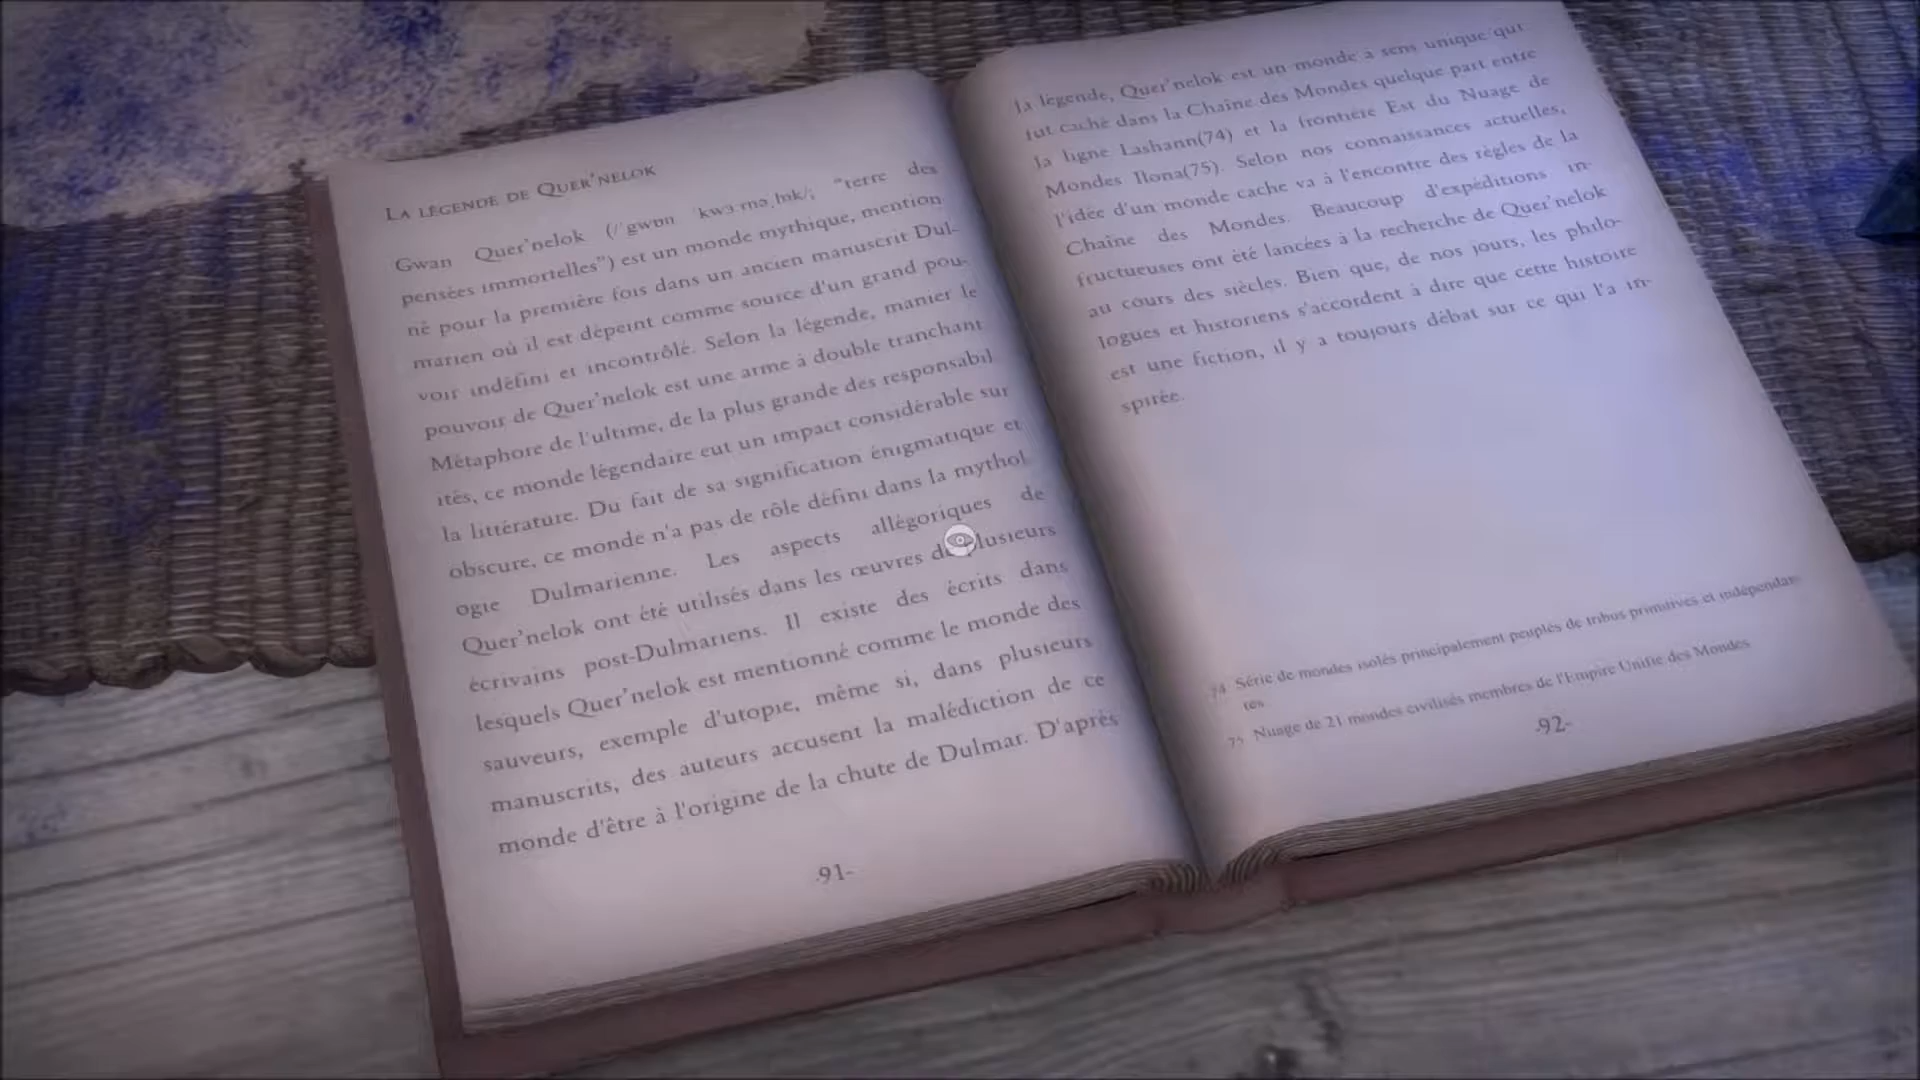 LA LÉGENDE DE QUER'NELOK
Gwan Quer'nelok (/ˈgwɒn ˈkwɜːrnəˌlɒk/; "terre des
pensées immortelles") est un monde mythique, mention
né pour la première fois dans un ancien manuscrit Dul-
marien où il est dépeint comme source d'un grand pou-
voir indéfini et incontrôlé. Selon la légende, manier le
pouvoir de Quer'nelok est une arme à double tranchant
Métaphore de l'ultime, de la plus grande des responsabil
ités, ce monde légendaire eut un impact considérable sur
la littérature. Du fait de sa signification énigmatique et
obscure, ce monde n'a pas de rôle défini dans la mythol
ogie Dulmarienne. Les aspects allégoriques de
Quer'nelok ont été utilisés dans les œuvres de plusieurs
écrivains post-Dulmariens. Il existe des écrits dans
lesquels Quer'nelok est mentionné comme le monde des
sauveurs, exemple d'utopie, même si, dans plusieurs
manuscrits, des auteurs accusent la malédiction de ce
monde d'être à l'origine de la chute de Dulmar. D'après
-91-
la légende, Quer'nelok est un monde à sens unique qui
fut caché dans la Chaîne des Mondes quelque part entre
la ligne Lashann(74) et la frontière Est du Nuage de
Mondes Ilona(75). Selon nos connaissances actuelles,
l'idée d'un monde caché va à l'encontre des règles de la
Chaîne des Mondes. Beaucoup d'expéditions in-
fructueuses ont été lancées à la recherche de Quer'nelok
au cours des siècles. Bien que, de nos jours, les philo-
logues et historiens s'accordent à dire que cette histoire
est une fiction, il y a toujours débat sur ce qui l'a in-
spirée.
74 Série de mondes isolés principalement peuplés de tribus primitives et indépendan-
tes.
75 Nuage de 21 mondes civilisés membres de l'Empire Unifié des Mondes
-92-